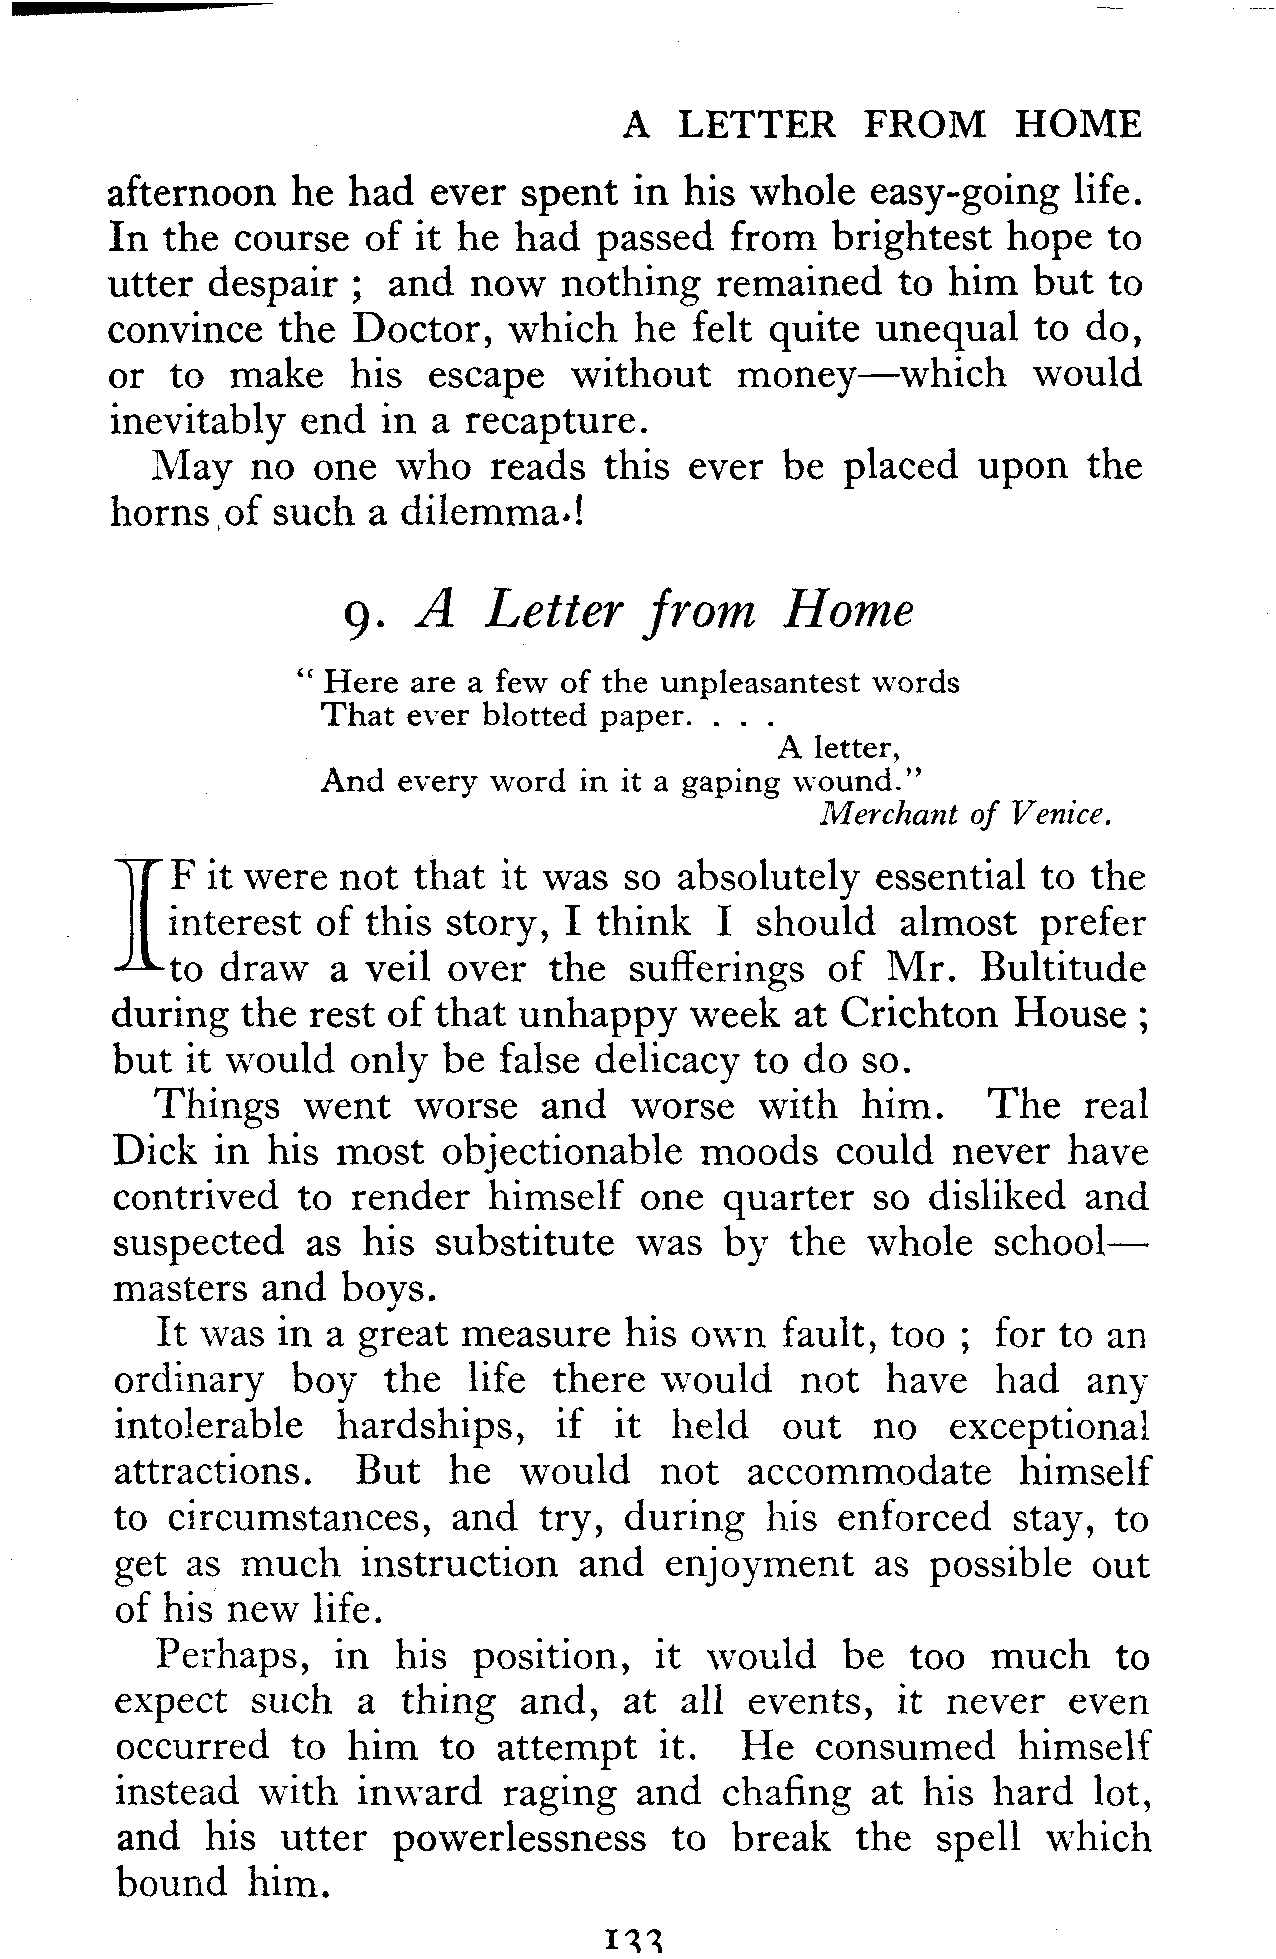 A LETTER FROM HOME
afternoon he had ever spent in his whole easy-going life.
In the course of it he had passed from brightest hope to
utter despair ; and now nothing remained to him but to
convince the Doctor, which he felt quite unequal to do,
or to make his escape without money—which would
inevitably end in a recapture.
May no one who reads this ever be placed upon the
horns of such a dilemma.!
9. A Letter from Home
“ Here are a few of the unpleasantest words
That ever blotted paper. . . .
A letter,
And every word in it a gaping wound.”
Merchant of Venice.
IF it were not that it was so absolutely essential to the
interest of this story, I think I should almost prefer
to draw a veil over the sufferings of Mr. Bultitude
during the rest of that unhappy week at Crichton House ;
but it would only be false delicacy to do so.
Things went worse and worse with him. The real
Dick in his most objectionable moods could never have
contrived to render himself one quarter so disliked and
suspected as his substitute was by the whole school—
masters and boys.
It was in a great measure his own fault, too ; for to an
ordinary boy the life there would not have had any
intolerable hardships, if it held out no exceptional
attractions. But he would not accommodate himself
to circumstances, and try, during his enforced stay, to
get as much instruction and enjoyment as possible out
of his new life.
Perhaps, in his position, it would be too much to
expect such a thing and, at all events, it never even
occurred to him to attempt it. He consumed himself
instead with inward raging and chafing at his hard lot,
and his utter powerlessness to break the spell which
bound him.
133